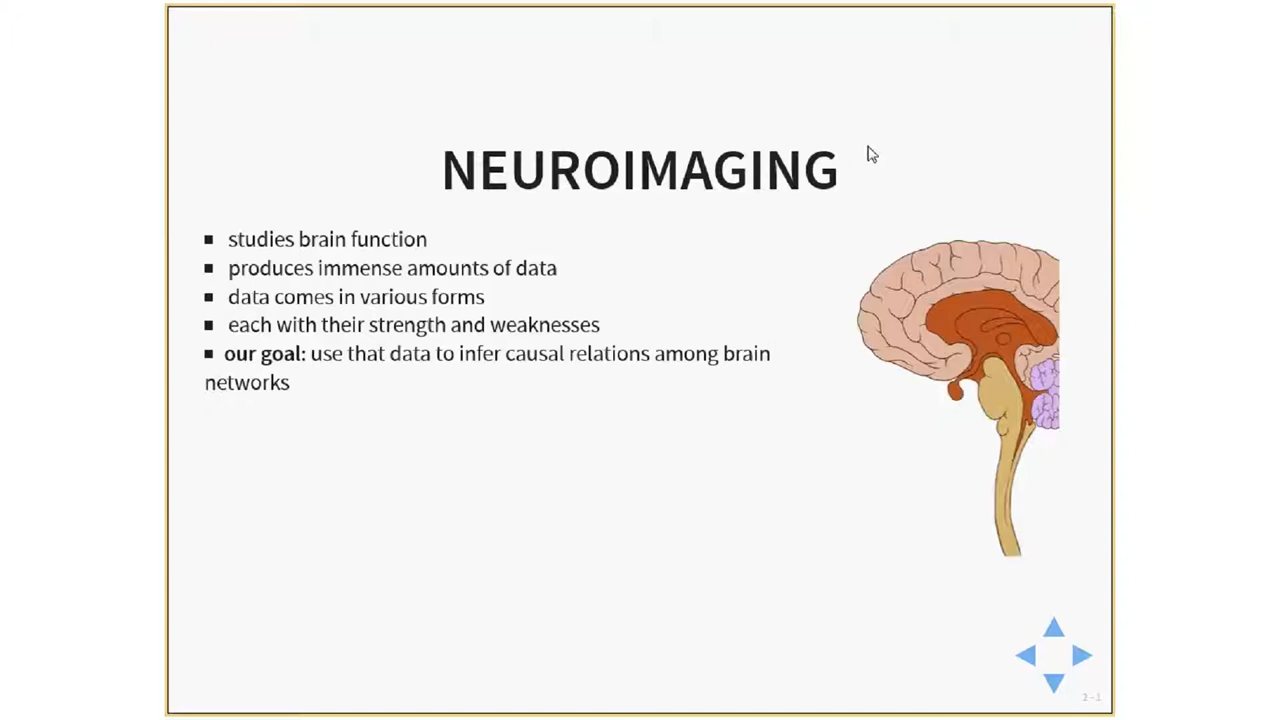 NEUROIMAGING
studies brain function
produces immense amounts of data
data comes in various forms
each with their strength and weaknesses
our goal: use that data to infer causal relations among brain
networks